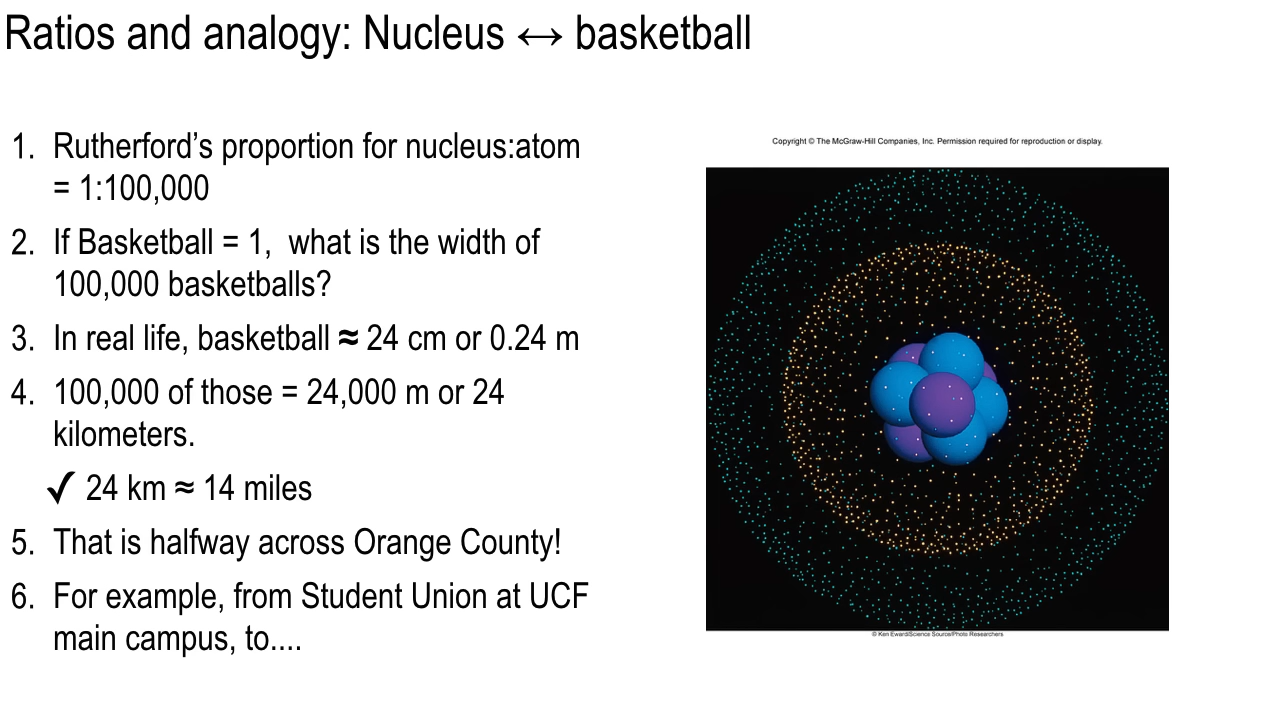 Ratios and analogy: Nucleus ↔ basketball
1. Rutherford’s proportion for nucleus:atom
= 1:100,000
2. If Basketball = 1,  what is the width of
100,000 basketballs?
3. In real life, basketball ≈ 24 cm or 0.24 m
4. 100,000 of those = 24,000 m or 24
kilometers.
✓ 24 km ≈ 14 miles
5. That is halfway across Orange County!
6. For example, from Student Union at UCF
main campus, to....
Copyright © The McGraw-Hill Companies, Inc. Permission required for reproduction or display.
© Ken Eward/Science Source/Photo Researchers